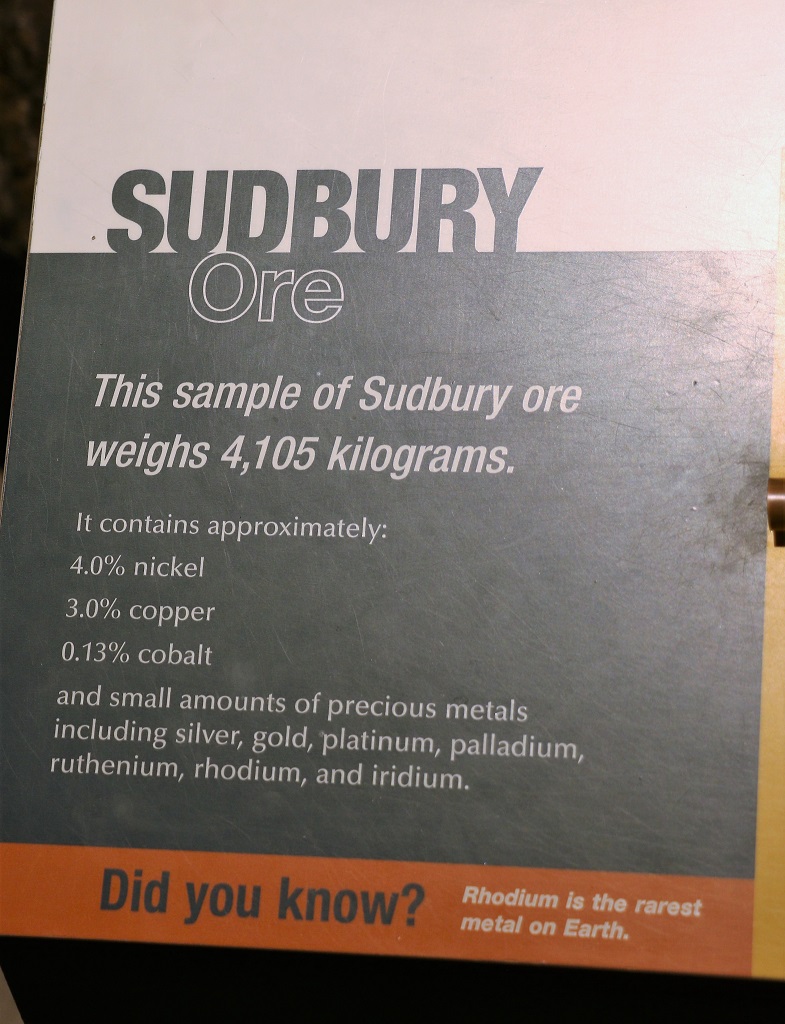 SUDBURY
Ore
This sample of Sudbury ore
weighs 4,105 kilograms.
It contains approximately:
4.0% nickel
3.0% copper
0.13% cobalt
and small amounts of precious metals
including silver, gold, platinum, palladium,
ruthenium, rhodium, and iridium.
Did you know?
Rhodium is the rarest
metal on Earth.